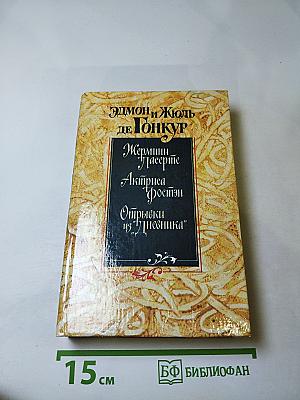 ЭДМОН и ЖЮЛЬ
ДЕ ГОНКУР
Жермини
Ласерте
Актриса
Фостэн
Отрывки
из „Дневника“
15 см
БФ БИБЛИОФАН